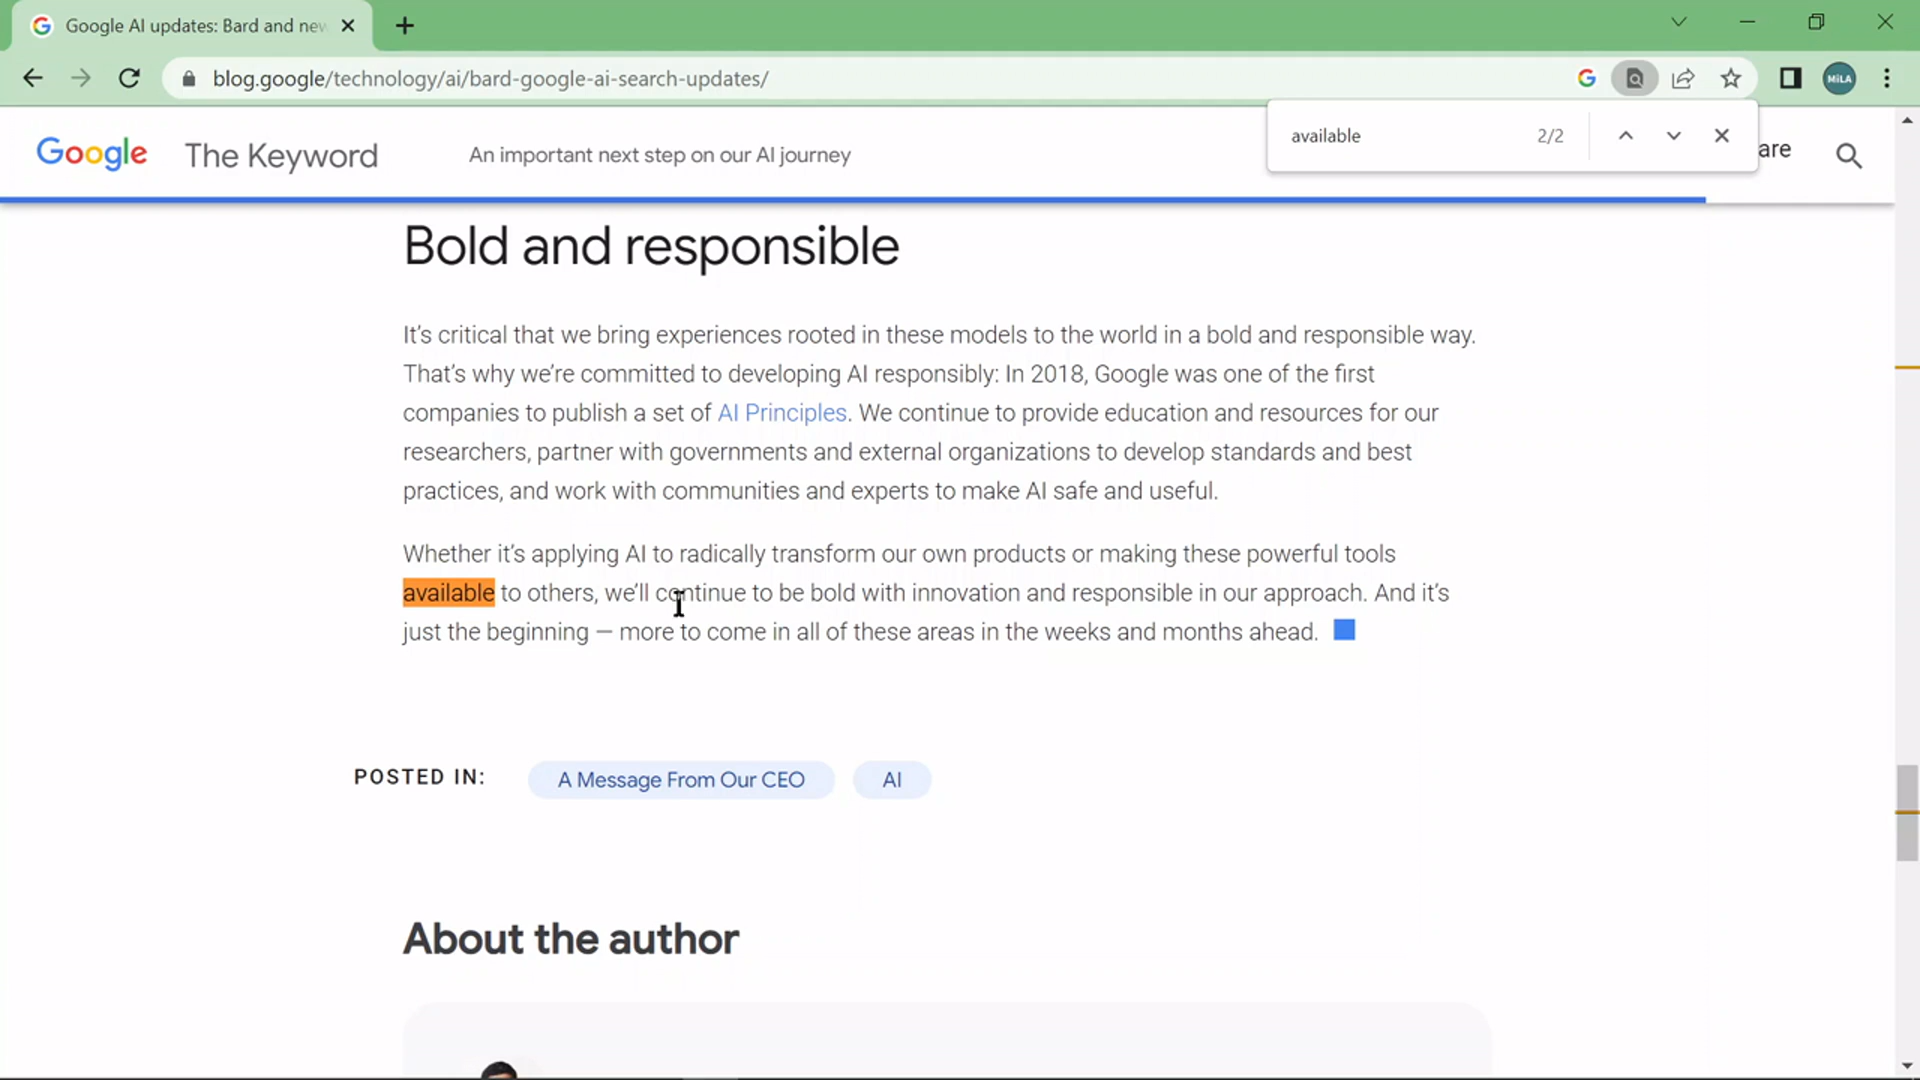 Google AI updates: Bard and new
blog.google/technology/ai/bard-google-ai-search-updates/
MiLA
available 2/2
Google The Keyword An important next step on our AI journey are
Bold and responsible
It’s critical that we bring experiences rooted in these models to the world in a bold and responsible way.
That’s why we’re committed to developing AI responsibly: In 2018, Google was one of the first
companies to publish a set of AI Principles. We continue to provide education and resources for our
researchers, partner with governments and external organizations to develop standards and best
practices, and work with communities and experts to make AI safe and useful.
Whether it’s applying AI to radically transform our own products or making these powerful tools
available to others, we’ll continue to be bold with innovation and responsible in our approach. And it’s
just the beginning — more to come in all of these areas in the weeks and months ahead.
POSTED IN: A Message From Our CEO AI
About the author